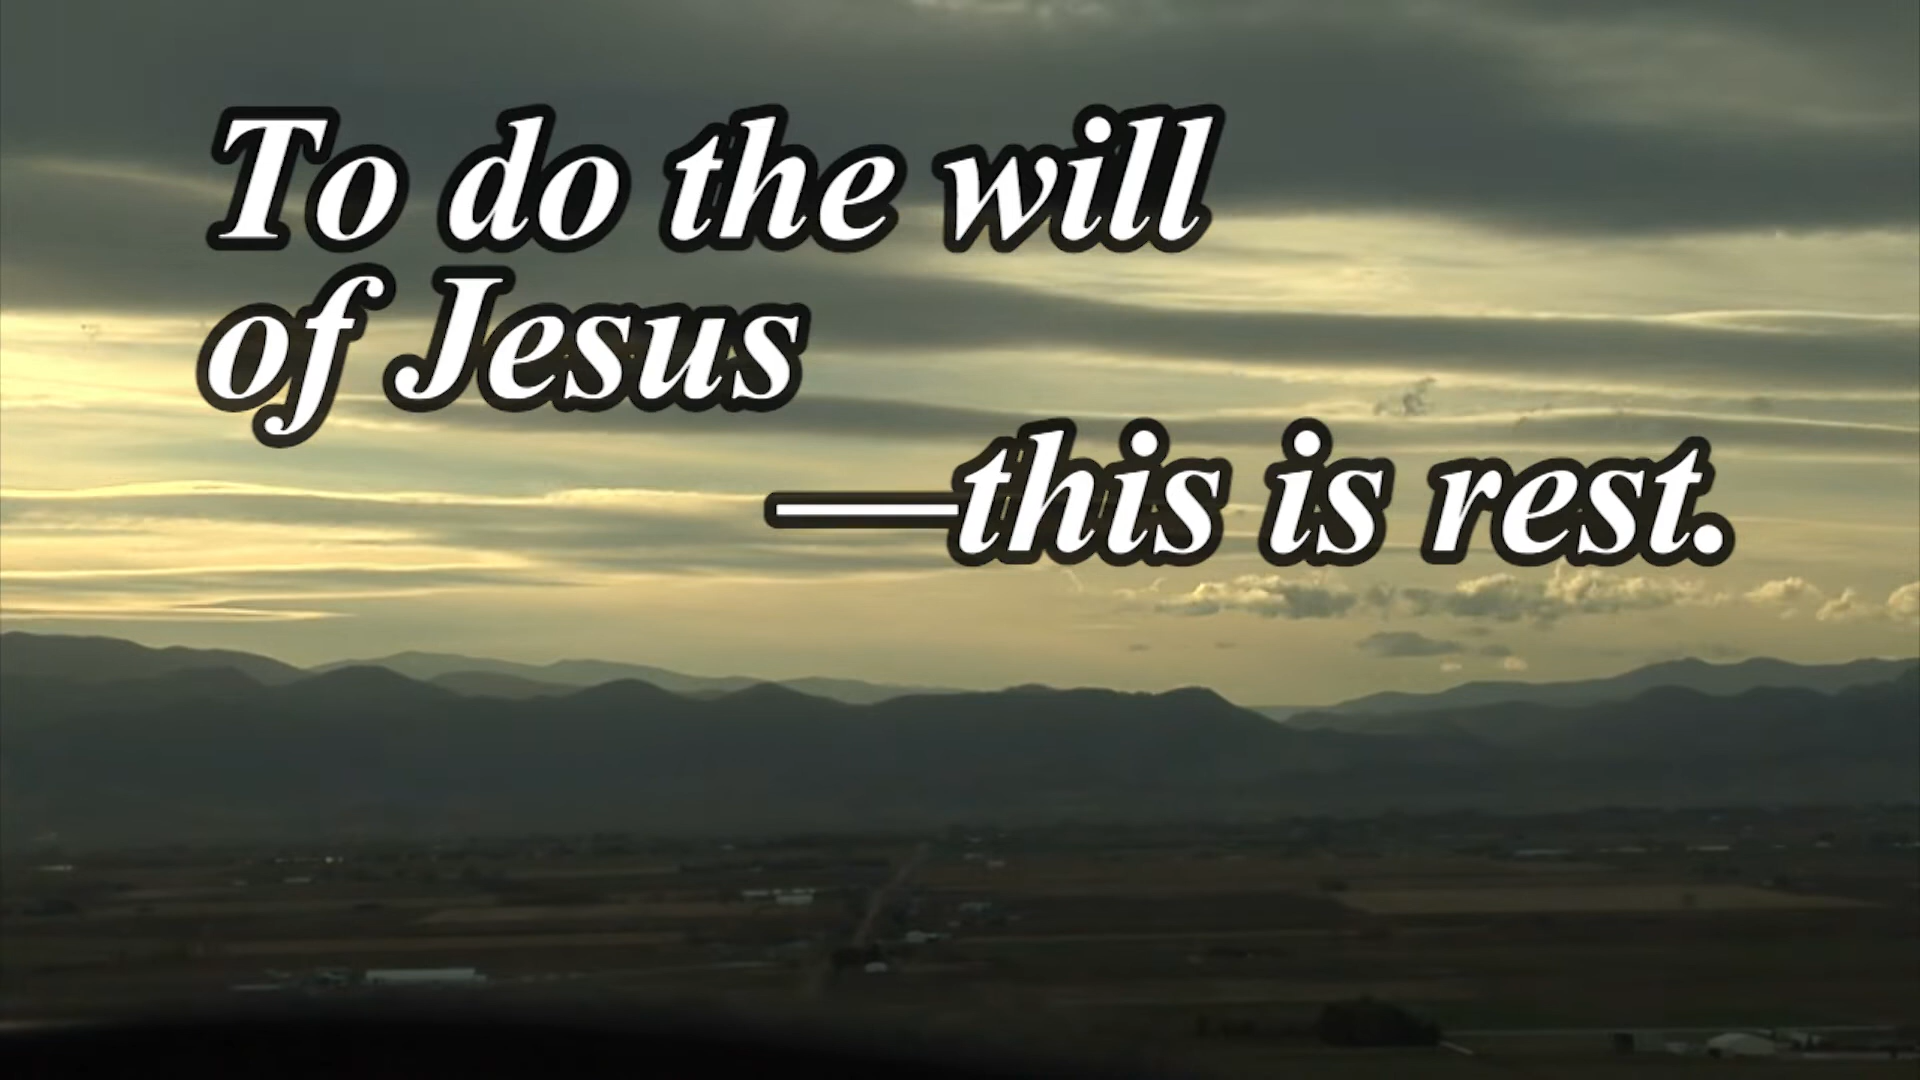 To do the will
of Jesus
—this is rest.